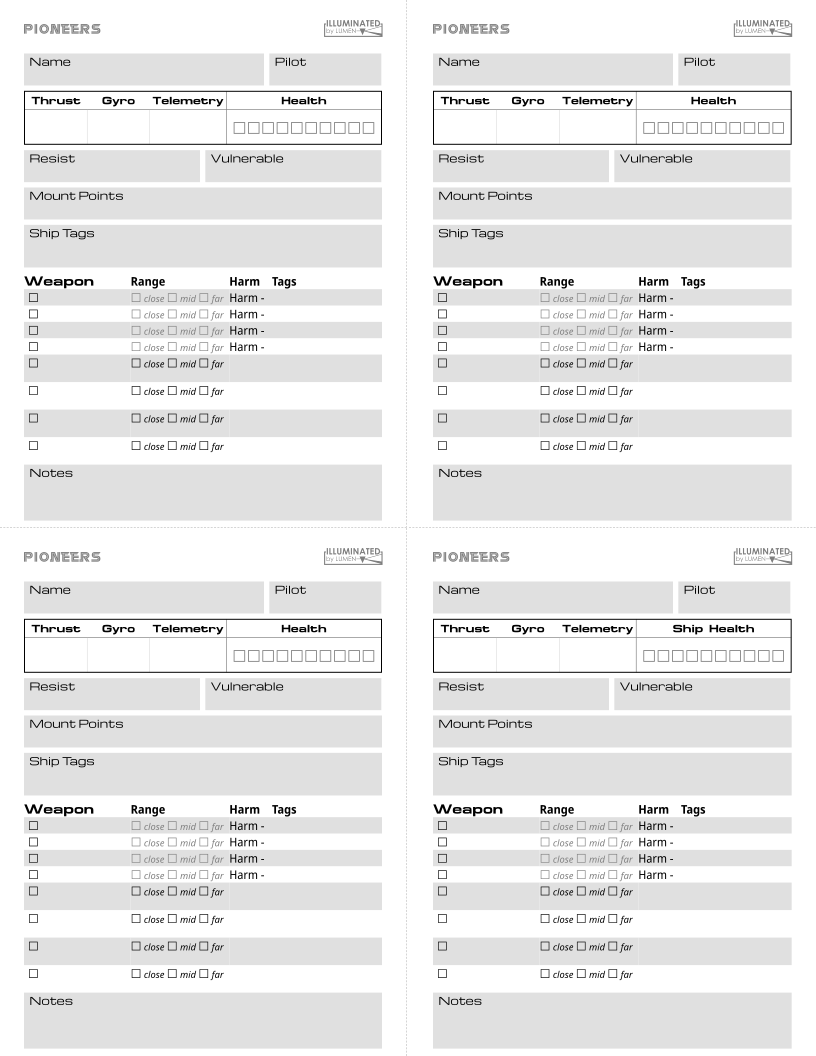 PIONEERS ILLUMINATED
by LUMEN
Name Pilot
Thrust Gyro Telemetry Health
Resist Vulnerable
Mount Points
Ship Tags
Weapon Range Harm Tags
☐ ☐ close ☐ mid ☐ far Harm -
☐ ☐ close ☐ mid ☐ far Harm -
☐ ☐ close ☐ mid ☐ far Harm -
☐ ☐ close ☐ mid ☐ far Harm -
☐ ☐ close ☐ mid ☐ far
☐ ☐ close ☐ mid ☐ far
☐ ☐ close ☐ mid ☐ far
☐ ☐ close ☐ mid ☐ far
Notes
PIONEERS ILLUMINATED
by LUMEN
Name Pilot
Thrust Gyro Telemetry Health
Resist Vulnerable
Mount Points
Ship Tags
Weapon Range Harm Tags
☐ ☐ close ☐ mid ☐ far Harm -
☐ ☐ close ☐ mid ☐ far Harm -
☐ ☐ close ☐ mid ☐ far Harm -
☐ ☐ close ☐ mid ☐ far Harm -
☐ ☐ close ☐ mid ☐ far
☐ ☐ close ☐ mid ☐ far
☐ ☐ close ☐ mid ☐ far
☐ ☐ close ☐ mid ☐ far
Notes
PIONEERS ILLUMINATED
by LUMEN
Name Pilot
Thrust Gyro Telemetry Health
Resist Vulnerable
Mount Points
Ship Tags
Weapon Range Harm Tags
☐ ☐ close ☐ mid ☐ far Harm -
☐ ☐ close ☐ mid ☐ far Harm -
☐ ☐ close ☐ mid ☐ far Harm -
☐ ☐ close ☐ mid ☐ far Harm -
☐ ☐ close ☐ mid ☐ far
☐ ☐ close ☐ mid ☐ far
☐ ☐ close ☐ mid ☐ far
☐ ☐ close ☐ mid ☐ far
Notes
PIONEERS ILLUMINATED
by LUMEN
Name Pilot
Thrust Gyro Telemetry Ship Health
Resist Vulnerable
Mount Points
Ship Tags
Weapon Range Harm Tags
☐ ☐ close ☐ mid ☐ far Harm -
☐ ☐ close ☐ mid ☐ far Harm -
☐ ☐ close ☐ mid ☐ far Harm -
☐ ☐ close ☐ mid ☐ far Harm -
☐ ☐ close ☐ mid ☐ far
☐ ☐ close ☐ mid ☐ far
☐ ☐ close ☐ mid ☐ far
☐ ☐ close ☐ mid ☐ far
Notes